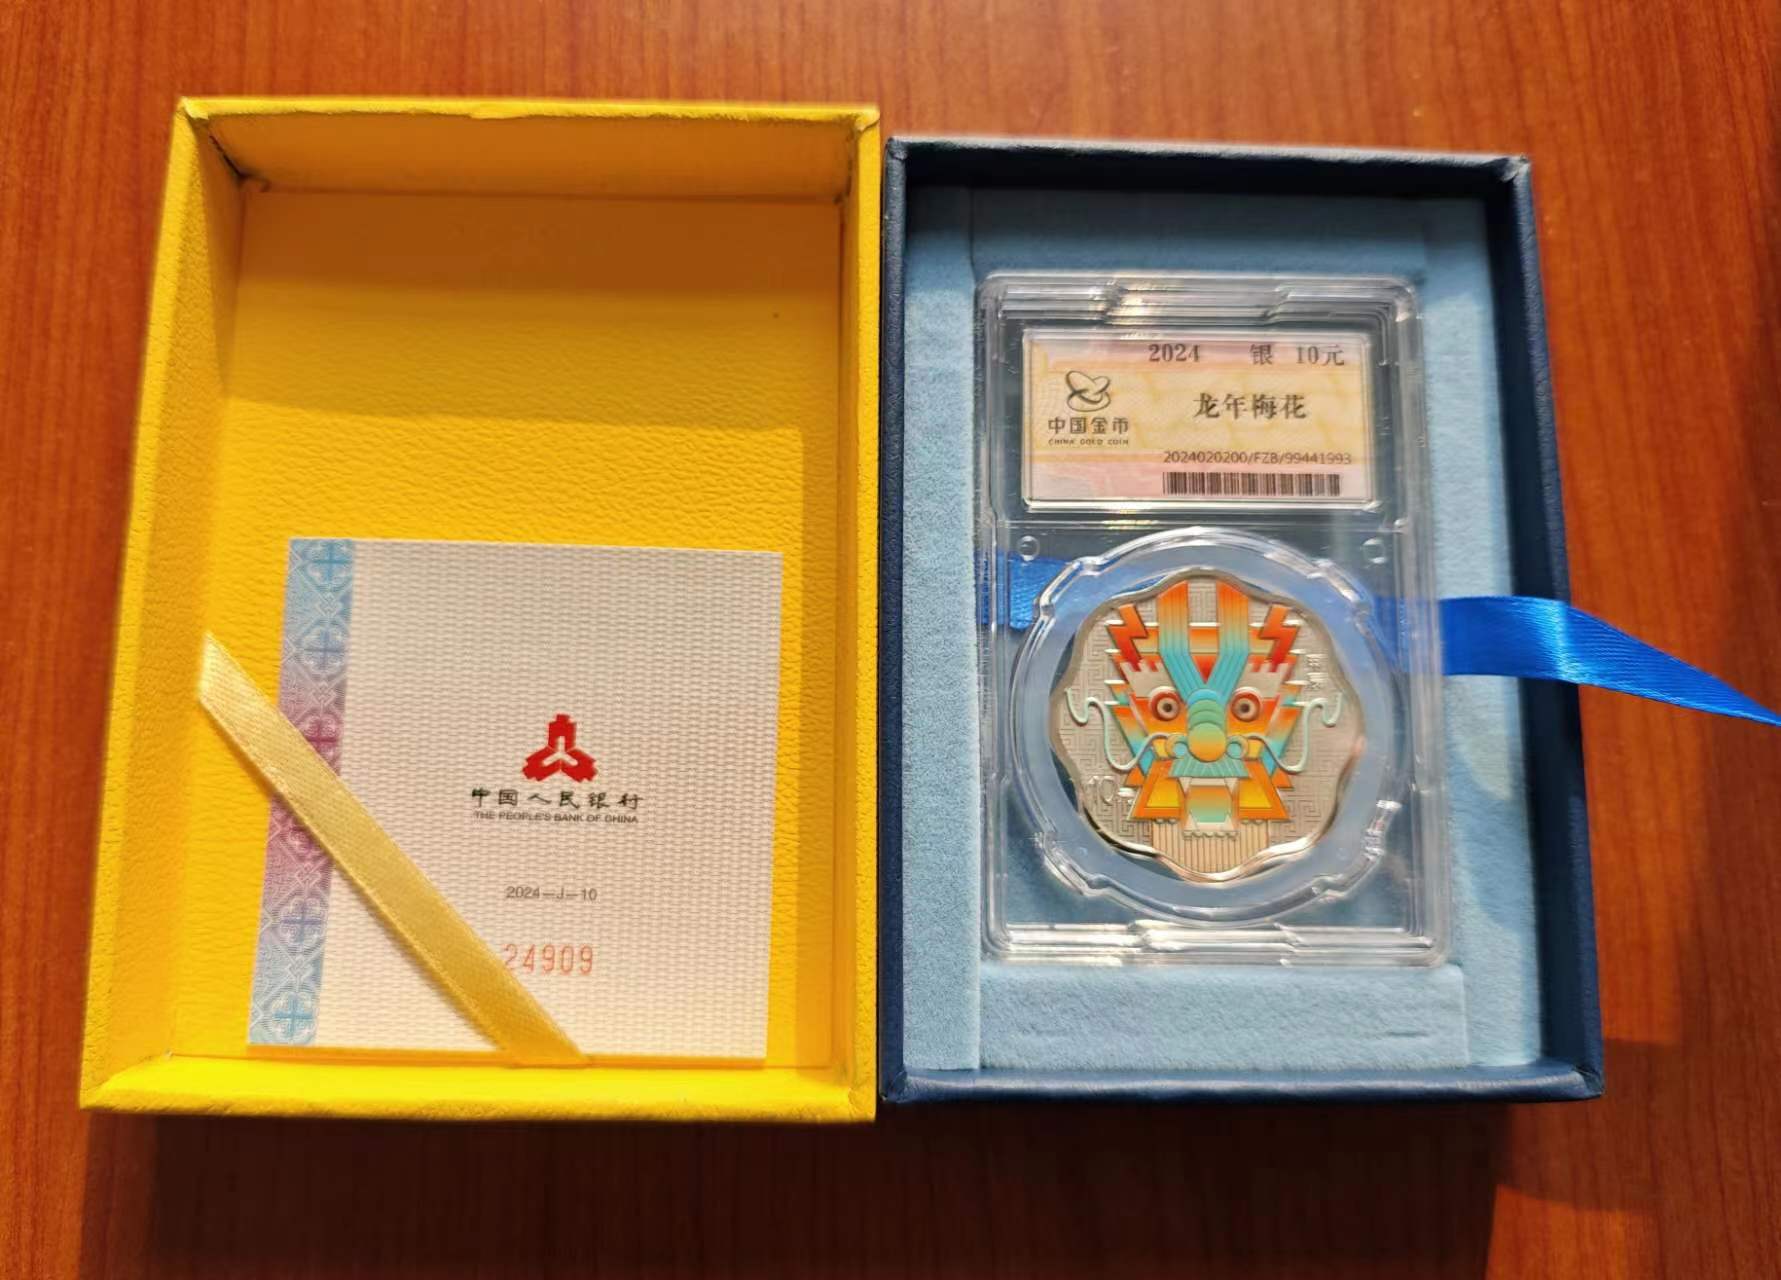 中国人民银行
THE PEOPLE'S BANK OF CHINA
2024—J—10
24909
2024 银 10元
龙年梅花
中国金币
CHINA GOLD COIN
2024020200/FZB/99441993
10